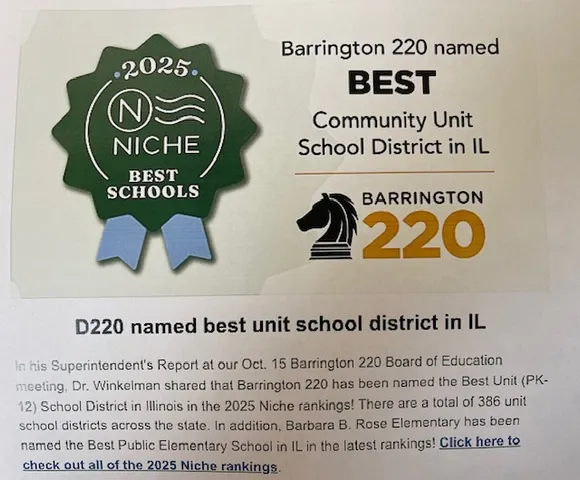 2025
N
NICHE
BEST
SCHOOLS
Barrington 220 named
BEST
Community Unit
School District in IL
BARRINGTON
220
D220 named best unit school district in IL
In his Superintendent's Report at our Oct. 15 Barrington 220 Board of Education
meeting, Dr. Winkelman shared that Barrington 220 has been named the Best Unit (PK-
12) School District in Illinois in the 2025 Niche rankings! There are a total of 386 unit
school districts across the state. In addition, Barbara B. Rose Elementary has been
named the Best Public Elementary School in IL in the latest rankings! Click here to
check out all of the 2025 Niche rankings.